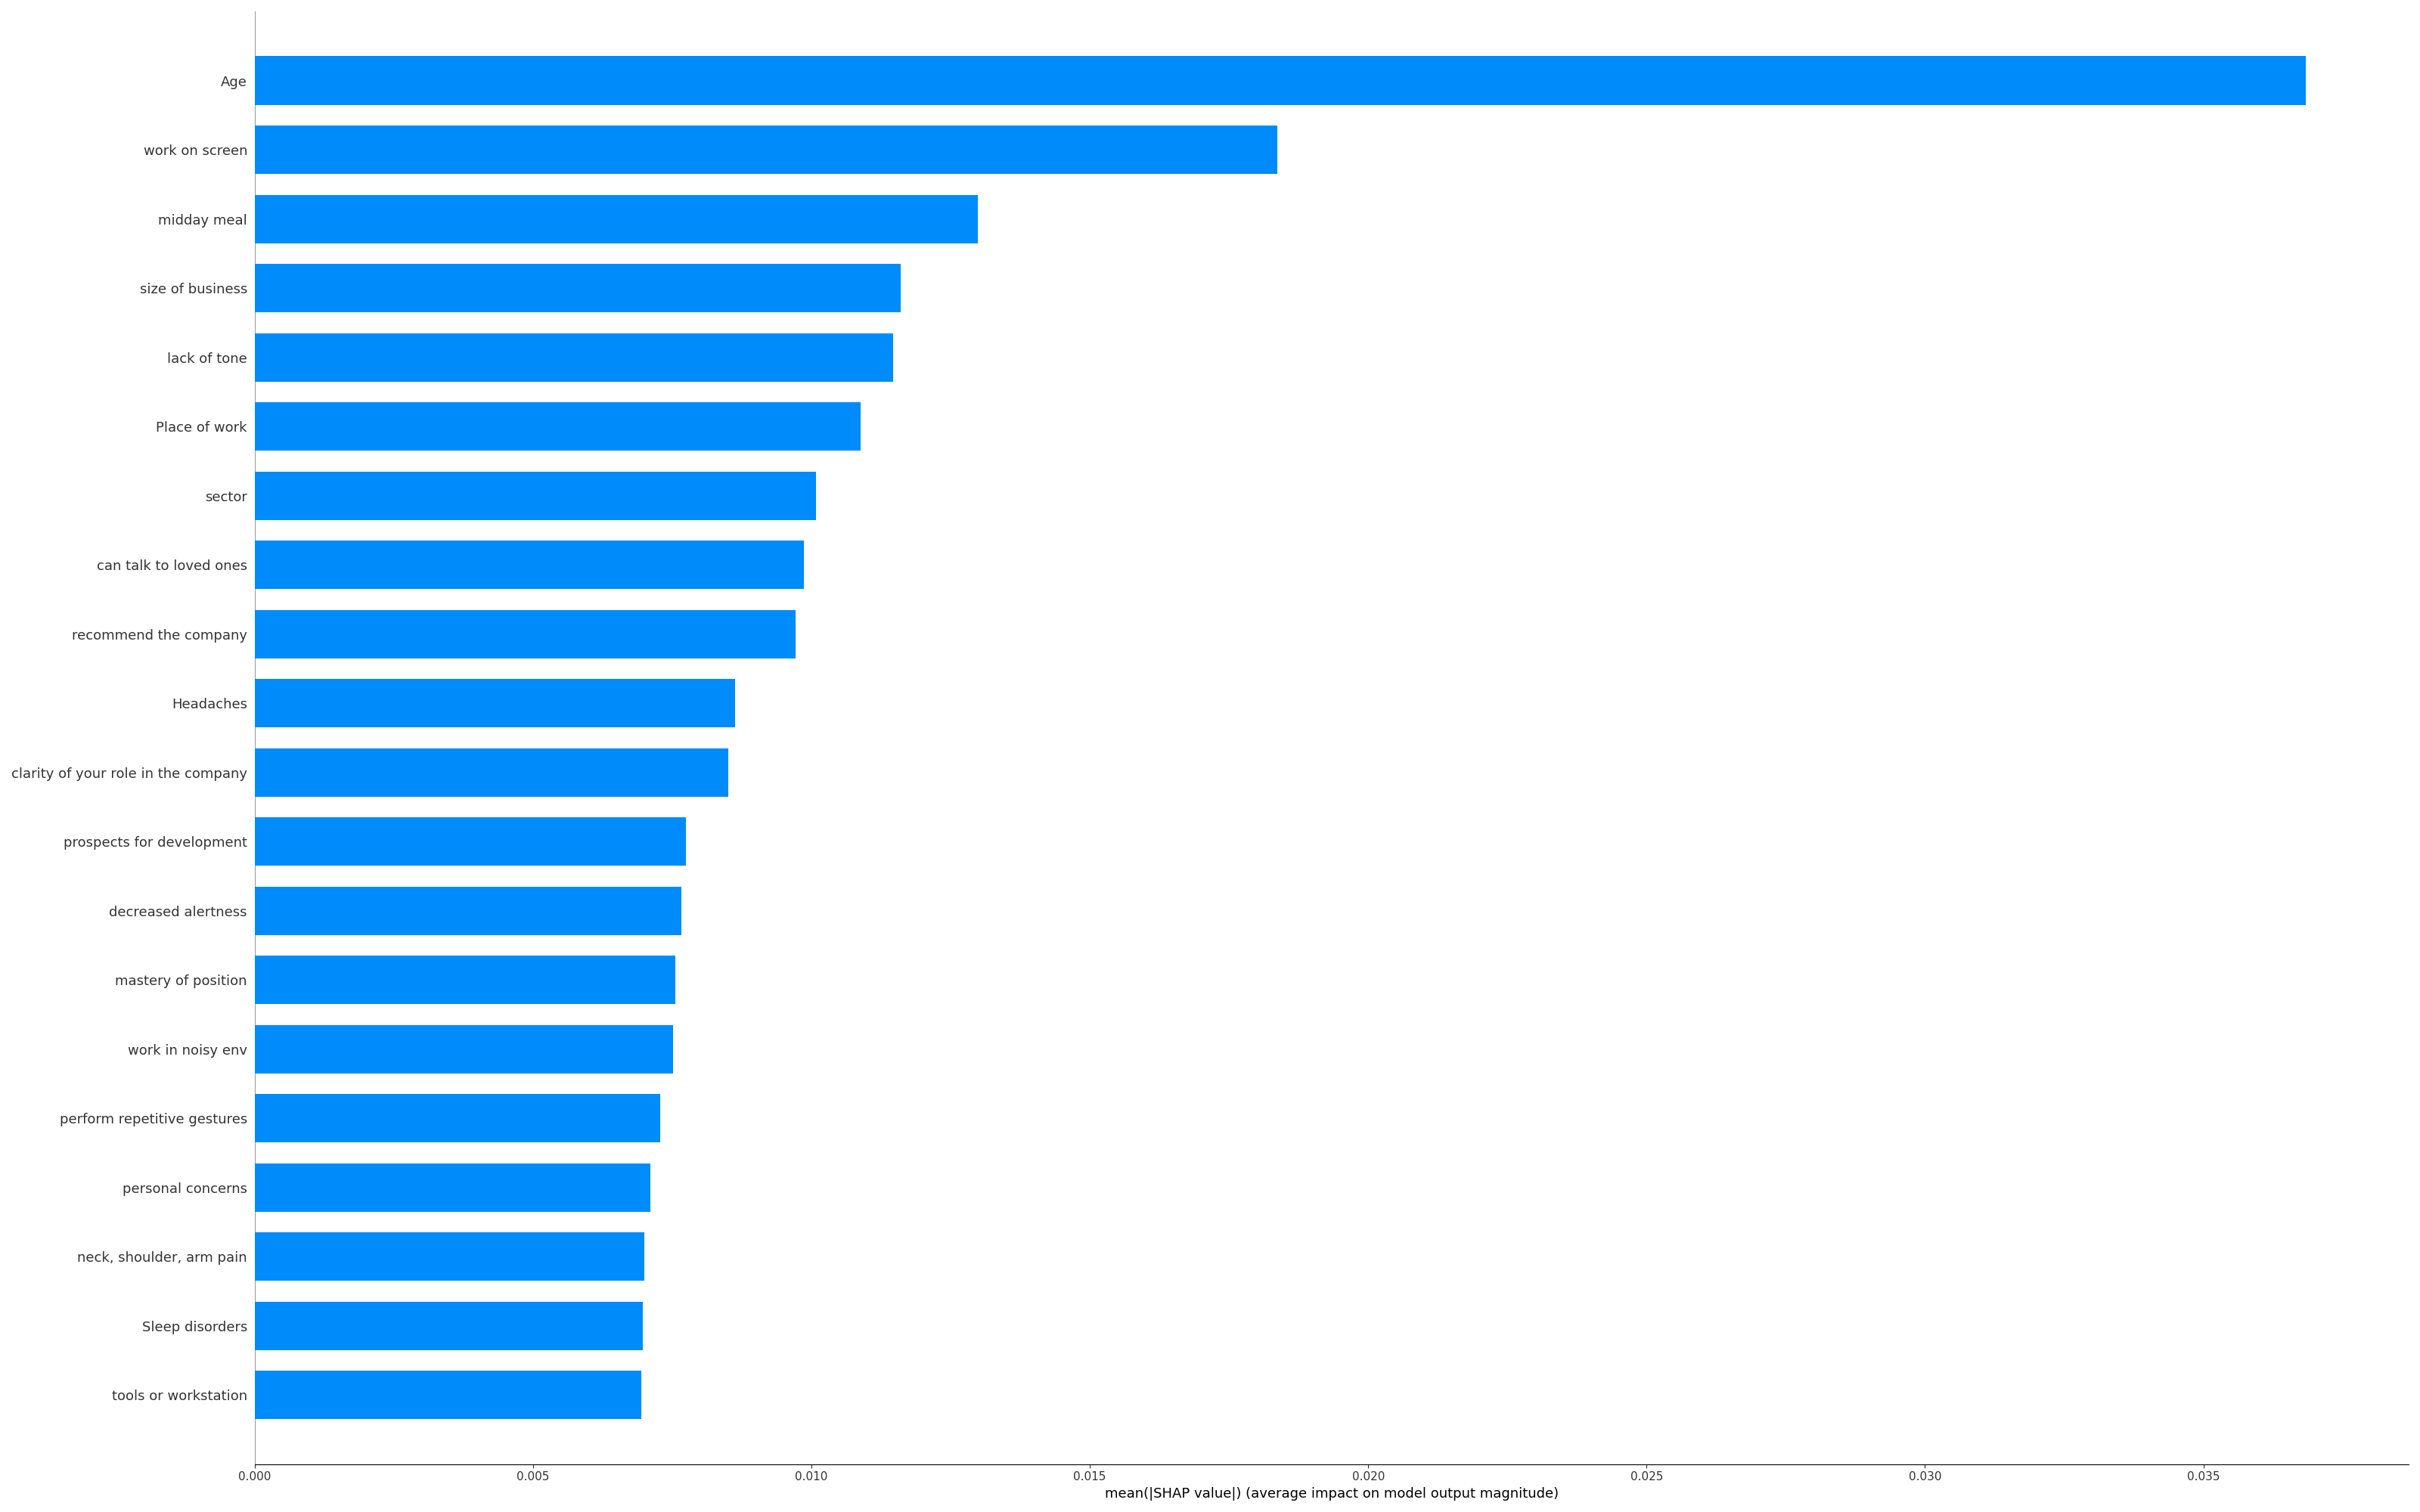 Age
work on screen
midday meal
size of business
lack of tone
Place of work
sector
can talk to loved ones
recommend the company
Headaches
clarity of your role in the company
prospects for development
decreased alertness
mastery of position
work in noisy env
perform repetitive gestures
personal concerns
neck, shoulder, arm pain
Sleep disorders
tools or workstation
0.000 0.005 0.010 0.015 0.020 0.025 0.030 0.035
mean(|SHAP value|) (average impact on model output magnitude)